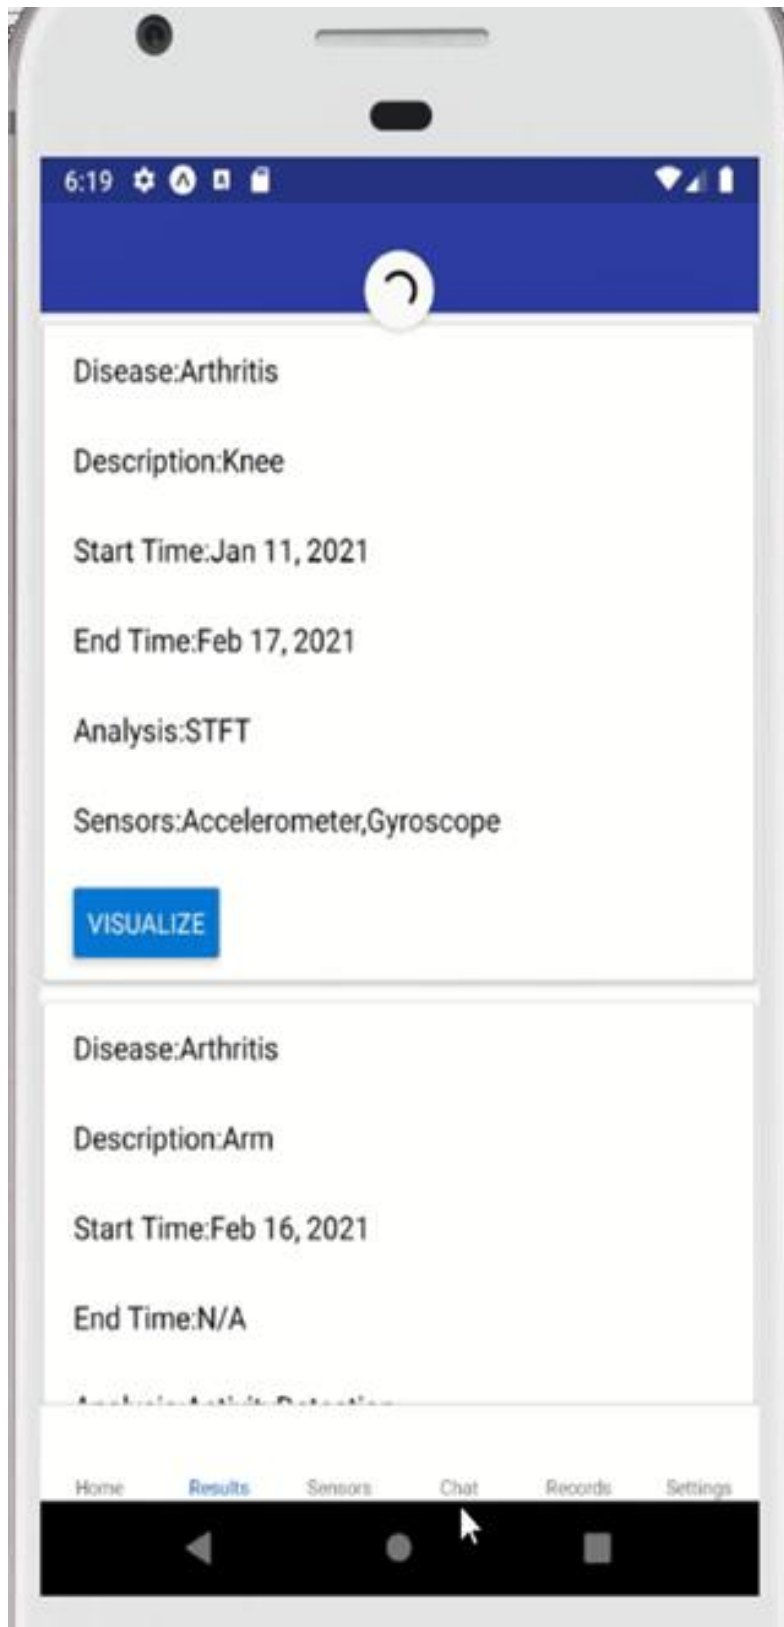 6:19
Disease:Arthritis
Description:Knee
Start Time:Jan 11, 2021
End Time:Feb 17, 2021
Analysis:STFT
Sensors:Accelerometer,Gyroscope
VISUALIZE
Disease:Arthritis
Description:Arm
Start Time:Feb 16, 2021
End Time:N/A
Analysis:ActivityDetection
Home Results Sensors Chat Records Settings